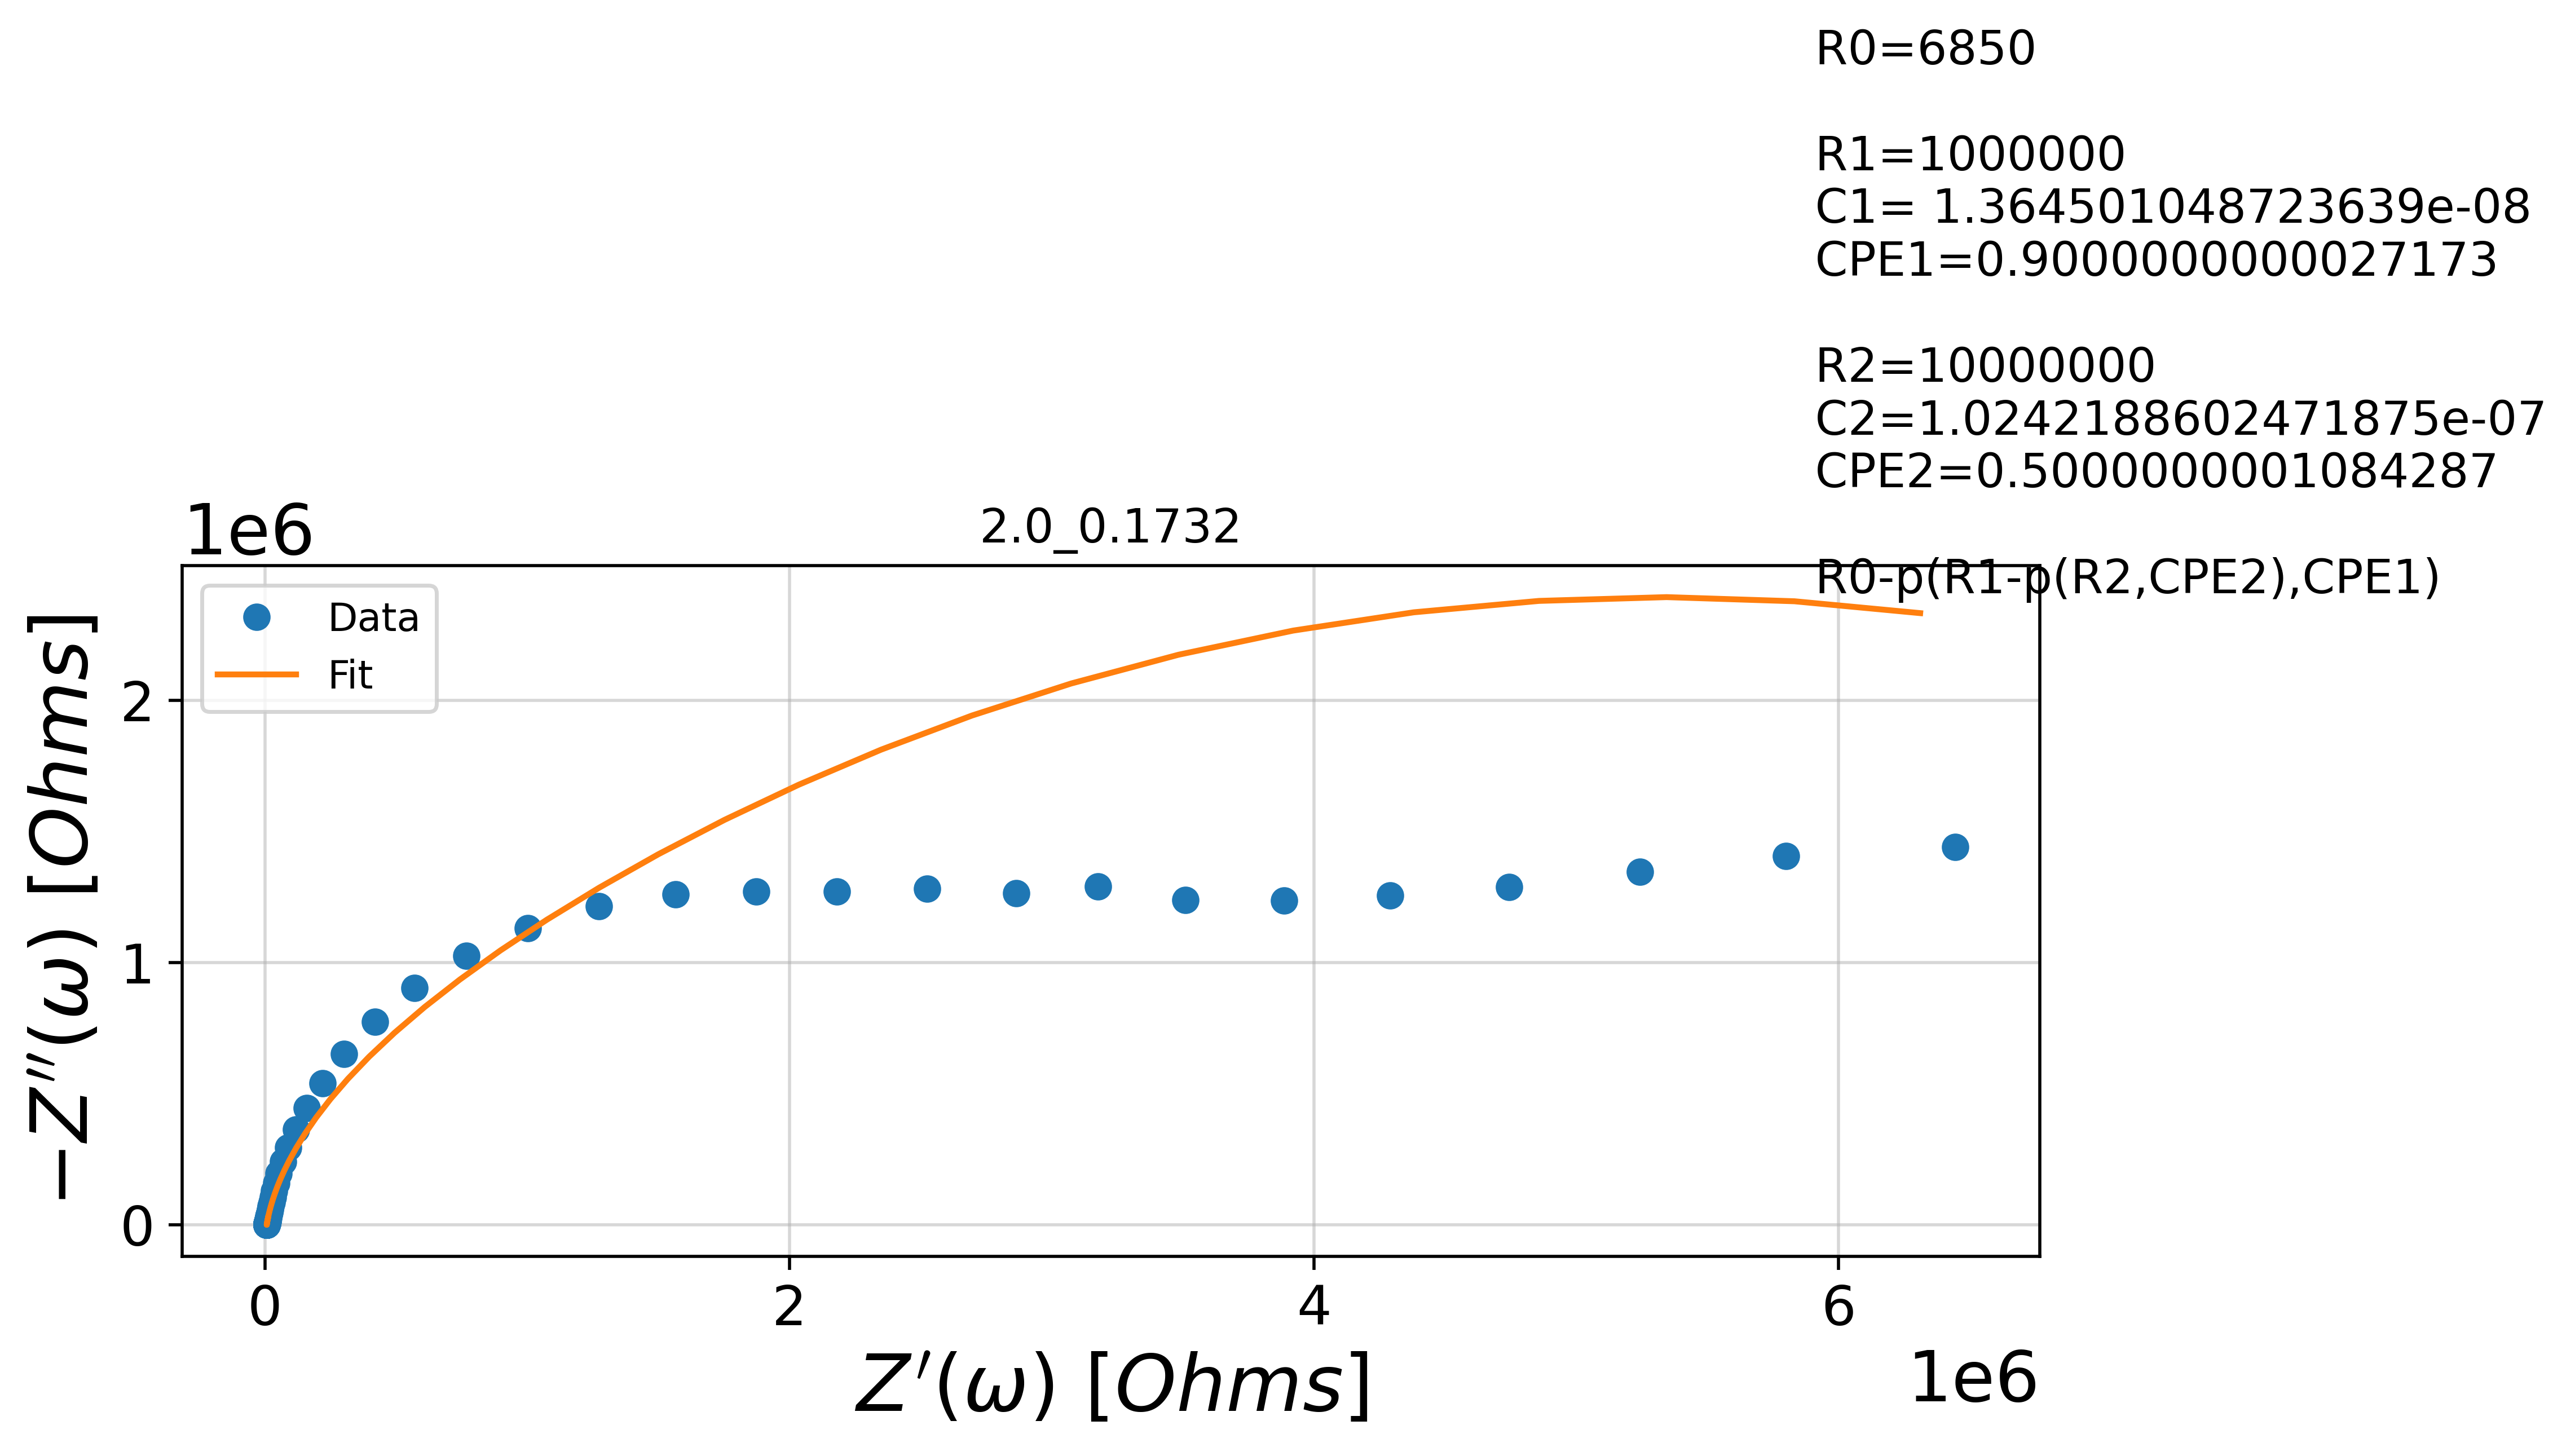 R0=6850
R1=1000000
C1= 1.364501048723639e-08
CPE1=0.9000000000027173
R2=10000000
C2=1.0242188602471875e-07
CPE2=0.5000000001084287
R0-p(R1-p(R2,CPE2),CPE1)
1e6
2.0_0.1732
Data
Fit
2
1
0
−Z′′(ω) [Ohms]
0 2 4 6
Z′(ω) [Ohms]
1e6